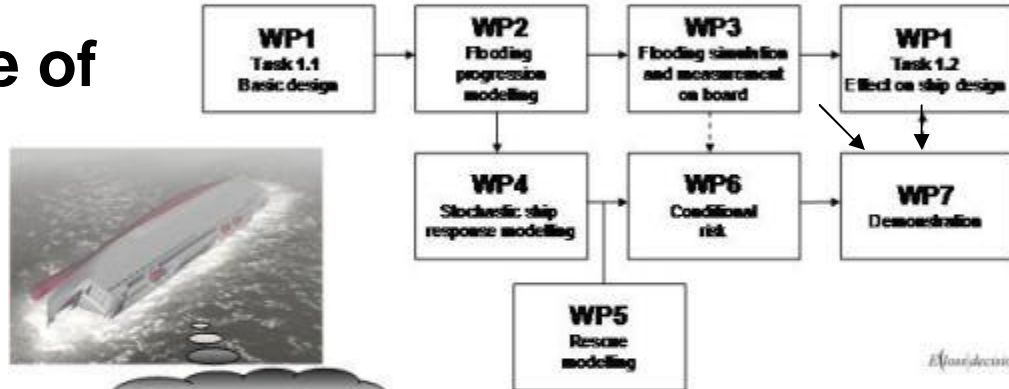 e of
WP1
Task 1.1
Basic design
WP2
Flooding
progression
modelling
WP3
Flooding simulation
and measurement
on board
WP1
Task 1.2
Effect on ship design
WP4
Stochastic ship
response modelling
WP6
Conditional
risk
WP7
Demonstration
WP5
Rescue
modelling